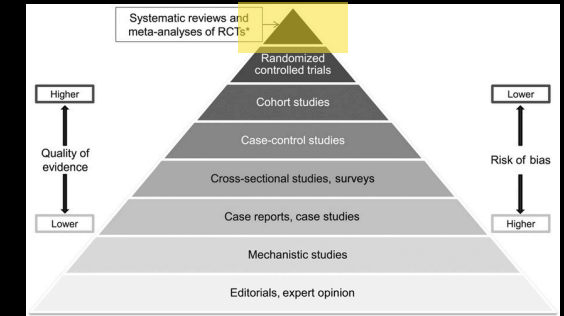 Systematic reviews and
meta-analyses of RCTs*
Randomized
controlled trials
Higher
Lower
Cohort studies
Case-control studies
Quality of
evidence
Risk of bias
Cross-sectional studies, surveys
Lower
Case reports, case studies
Higher
Mechanistic studies
Editorials, expert opinion